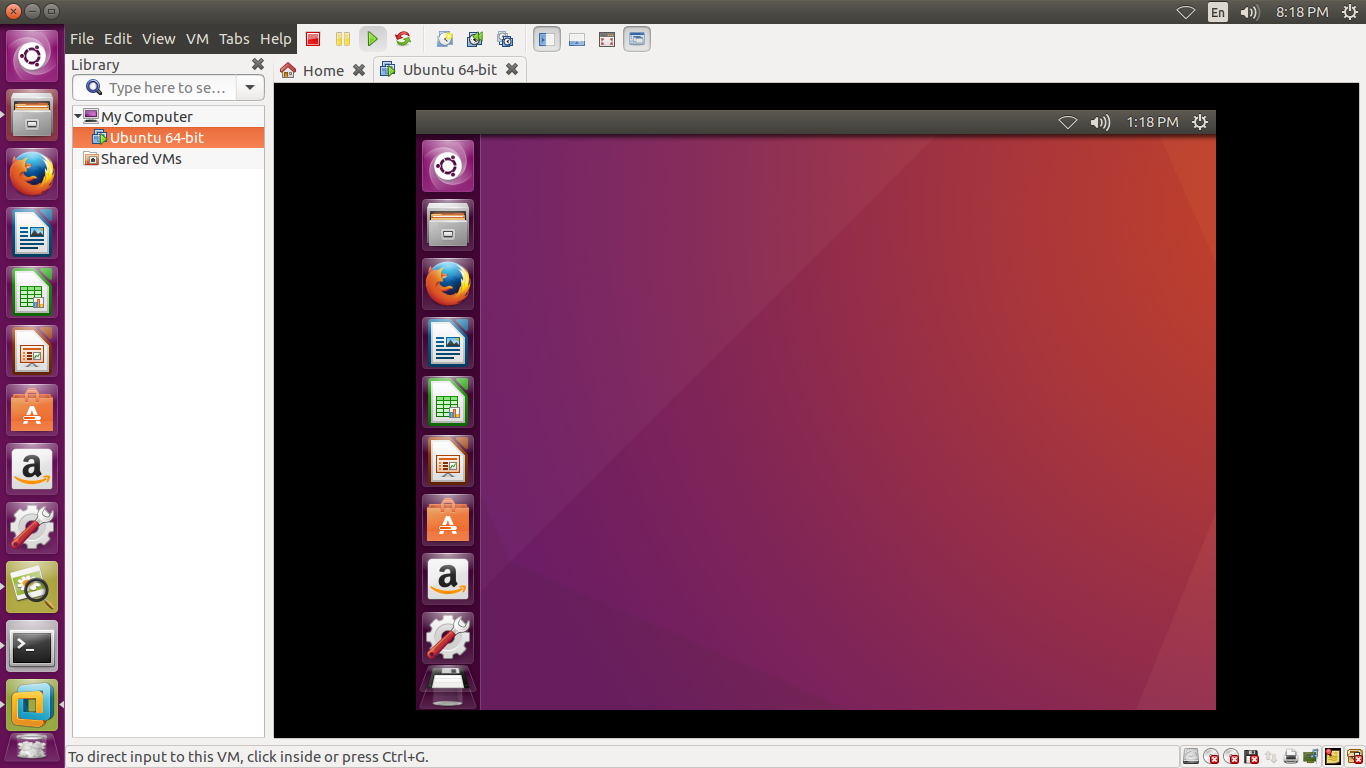 En
8:18 PM
File Edit View VM Tabs Help
Library
Home
Ubuntu 64-bit
Type here to se...
My Computer
Ubuntu 64-bit
Shared VMs
1:18 PM
To direct input to this VM, click inside or press Ctrl+G.